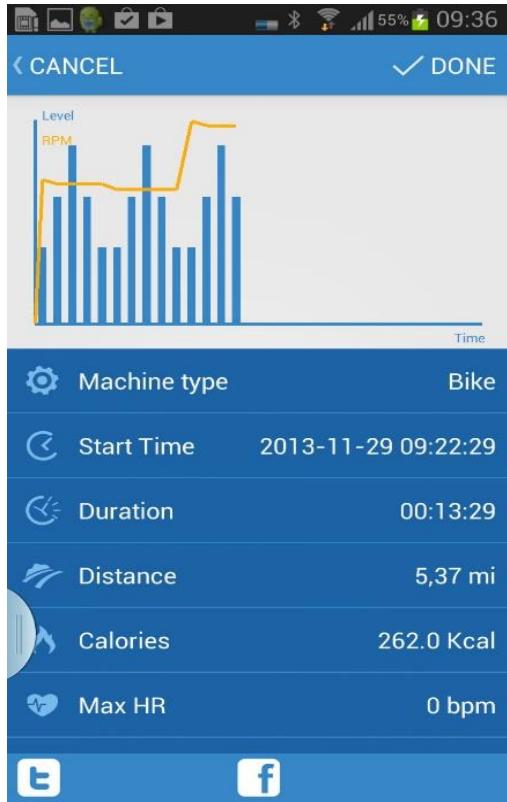 55% 09:36
CANCEL DONE
Level
RPM
Time
Machine type Bike
Start Time 2013-11-29 09:22:29
Duration 00:13:29
Distance 5,37 mi
Calories 262.0 Kcal
Max HR 0 bpm